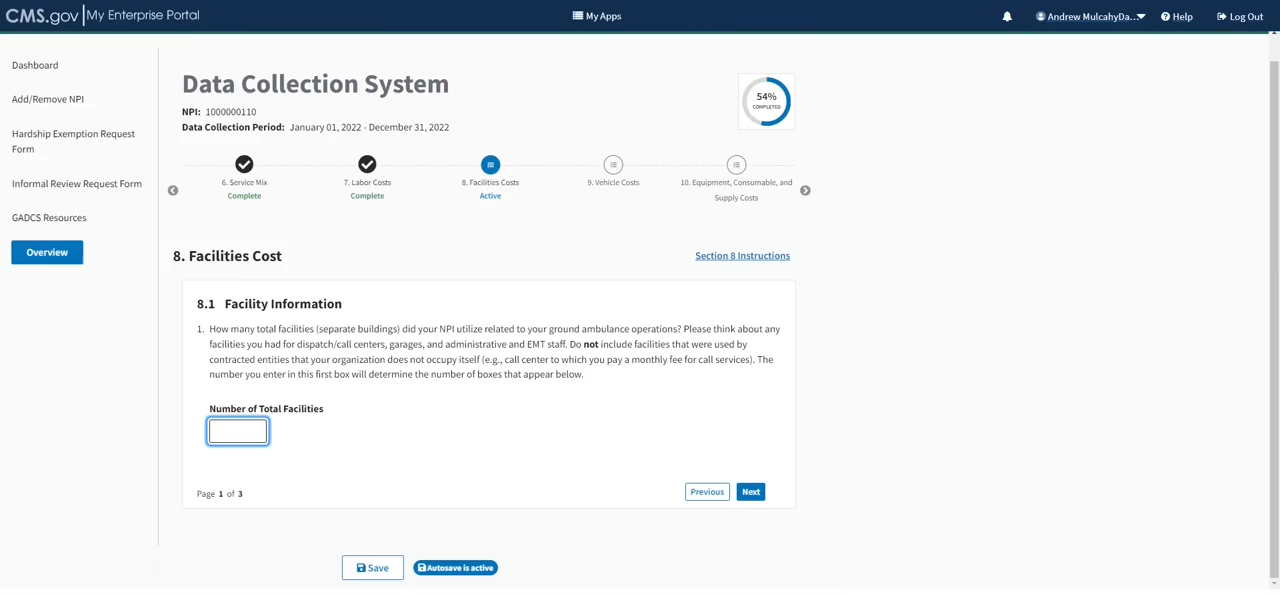 CMS.gov My Enterprise Portal
My Apps
Andrew MulcahyDa...
Help
Log Out
Dashboard
Add/Remove NPI
Hardship Exemption Request
Form
Informal Review Request Form
GADCS Resources
Overview
Data Collection System
NPI: 1000000110
Data Collection Period: January 01, 2022 - December 31, 2022
54%
COMPLETED
6. Service Mix
Complete
7. Labor Costs
Complete
8. Facilities Costs
Active
9. Vehicle Costs
10. Equipment, Consumable, and
Supply Costs
8. Facilities Cost
Section 8 Instructions
8.1 Facility Information
1. How many total facilities (separate buildings) did your NPI utilize related to your ground ambulance operations? Please think about any
facilities you had for dispatch/call centers, garages, and administrative and EMT staff. Do not include facilities that were used by
contracted entities that your organization does not occupy itself (e.g., call center to which you pay a monthly fee for call services). The
number you enter in this first box will determine the number of boxes that appear below.
Number of Total Facilities
Page 1 of 3
Previous
Next
Save
Autosave is active